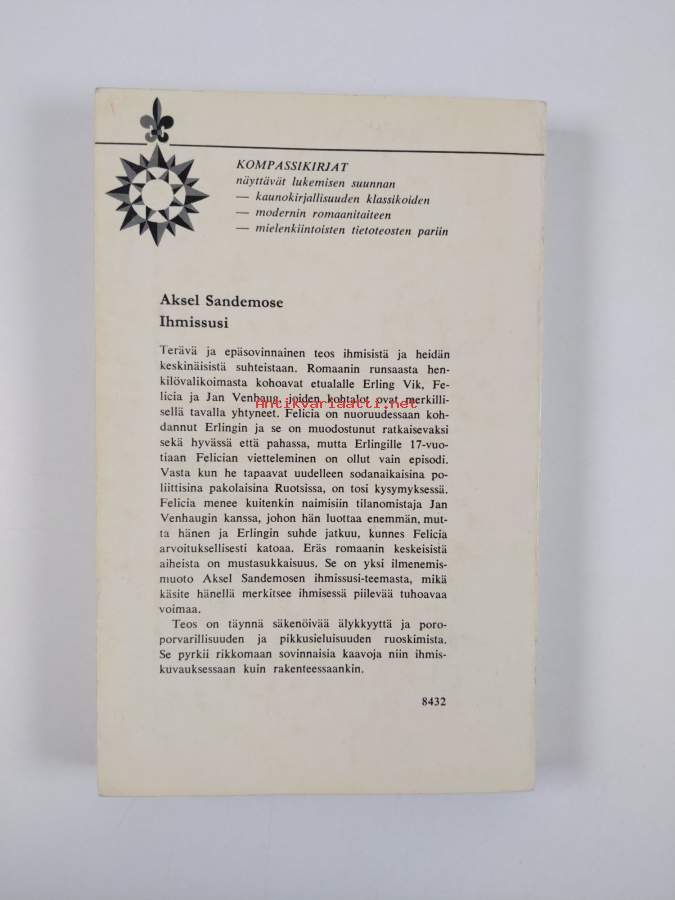 KOMPASSIKIRJAT
näyttävät lukemisen suunnan
— kaunokirjallisuuden klassikoiden
— modernin romaanitaiteen
— mielenkiintoisten tietoteosten pariin
Aksel Sandemose
Ihmissusi
Terävä ja epäsovinnainen teos ihmisistä ja heidän
keskinäisistä suhteistaan. Romaanin runsaasta hen-
kilövalikoimasta kohoavat etualalle Erling Vik, Fe-
licia ja Jan Venhaug, joiden kohtalot ovat merkilli-
Antikvariaatti.net
sellä tavalla yhtyneet. Felicia on nuoruudessaan koh-
dannut Erlingin ja se on muodostunut ratkaisevaksi
sekä hyvässä että pahassa, mutta Erlingille 17-vuo-
tiaan Felician vietteleminen on ollut vain episodi.
Vasta kun he tapaavat uudelleen sodanaikaisina po-
liittisina pakolaisina Ruotsissa, on tosi kysymyksessä.
Felicia menee kuitenkin naimisiin tilanomistaja Jan
Venhaugin kanssa, johon hän luottaa enemmän, mut-
ta hänen ja Erlingin suhde jatkuu, kunnes Felicia
arvoituksellisesti katoaa. Eräs romaanin keskeisistä
aiheista on mustasukkaisuus. Se on yksi ilmenemis-
muoto Aksel Sandemosen ihmissusi-teemasta, mikä
käsite hänellä merkitsee ihmisessä piilevää tuhoavaa
voimaa.
Teos on täynnä säkenöivää älykkyyttä ja poro-
porvarillisuuden ja pikkusieluisuuden ruoskimista.
Se pyrkii rikkomaan sovinnaisia kaavoja niin ihmis-
kuvauksessaan kuin rakenteessaankin.
8432